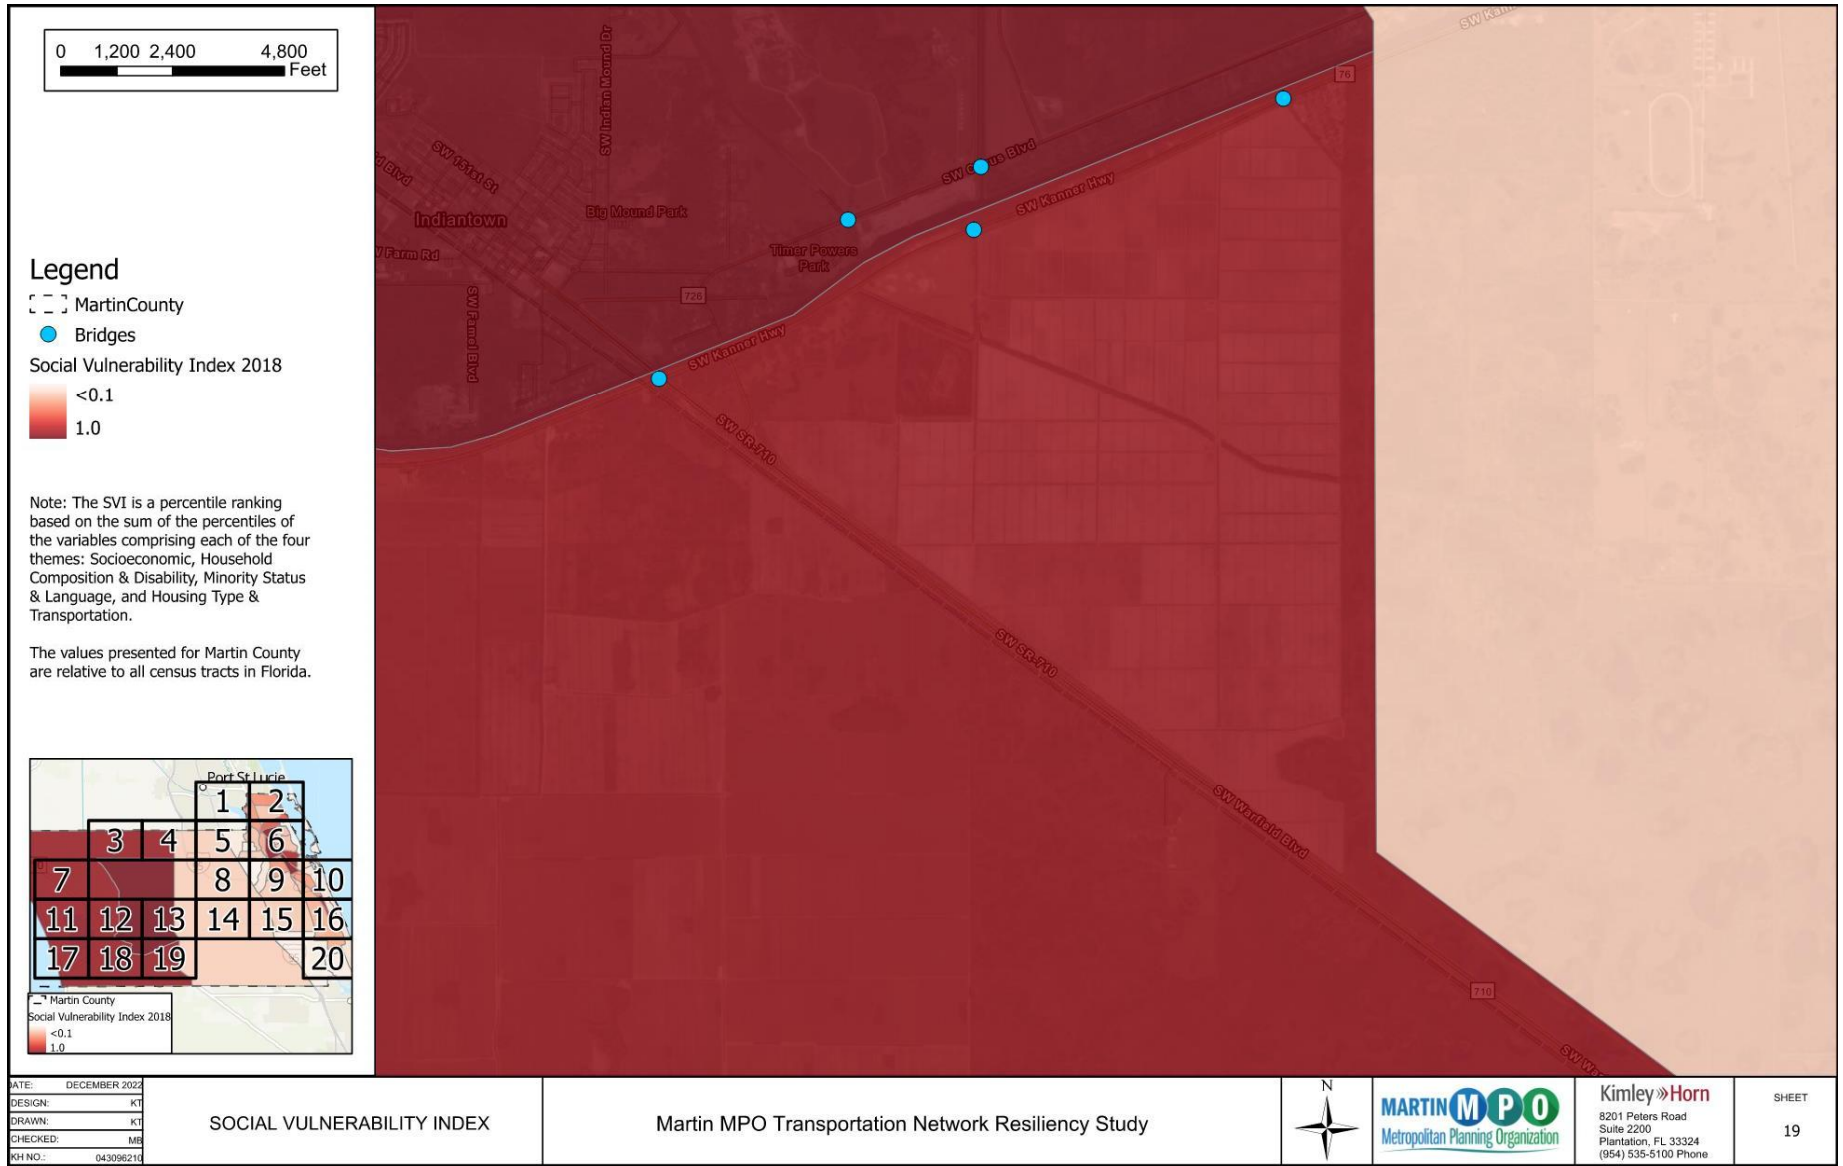 0 1,200 2,400 4,800
Feet
Legend
MartinCounty
Bridges
Social Vulnerability Index 2018
<0.1
1.0
Note: The SVI is a percentile ranking
based on the sum of the percentiles of
the variables comprising each of the four
themes: Socioeconomic, Household
Composition & Disability, Minority Status
& Language, and Housing Type &
Transportation.
The values presented for Martin County
are relative to all census tracts in Florida.
Port St Lucie
1 2
3 4 5 6
7 8 9 10
11 12 13 14 15 16
17 18 19 20
Martin County
Social Vulnerability Index 2018
<0.1
1.0
SW Indian Mound Dr
SW 151st St
d Blvd
Indiantown
Big Mound Park
W Farm Rd
SW Famel Blvd
726
Timer Powers
Park
SW Kanner Hwy
SW Kanner Hwy
76
SW SR-710
SW SR-710
SW Warfield Blvd
710
DATE: DECEMBER 2022
DESIGN: KT
DRAWN: KT
CHECKED: MB
KH NO.: 043096210
SOCIAL VULNERABILITY INDEX
Martin MPO Transportation Network Resiliency Study
N
MARTIN MPO
Metropolitan Planning Organization
Kimley»Horn
8201 Peters Road
Suite 2200
Plantation, FL 33324
(954) 535-5100 Phone
SHEET
19